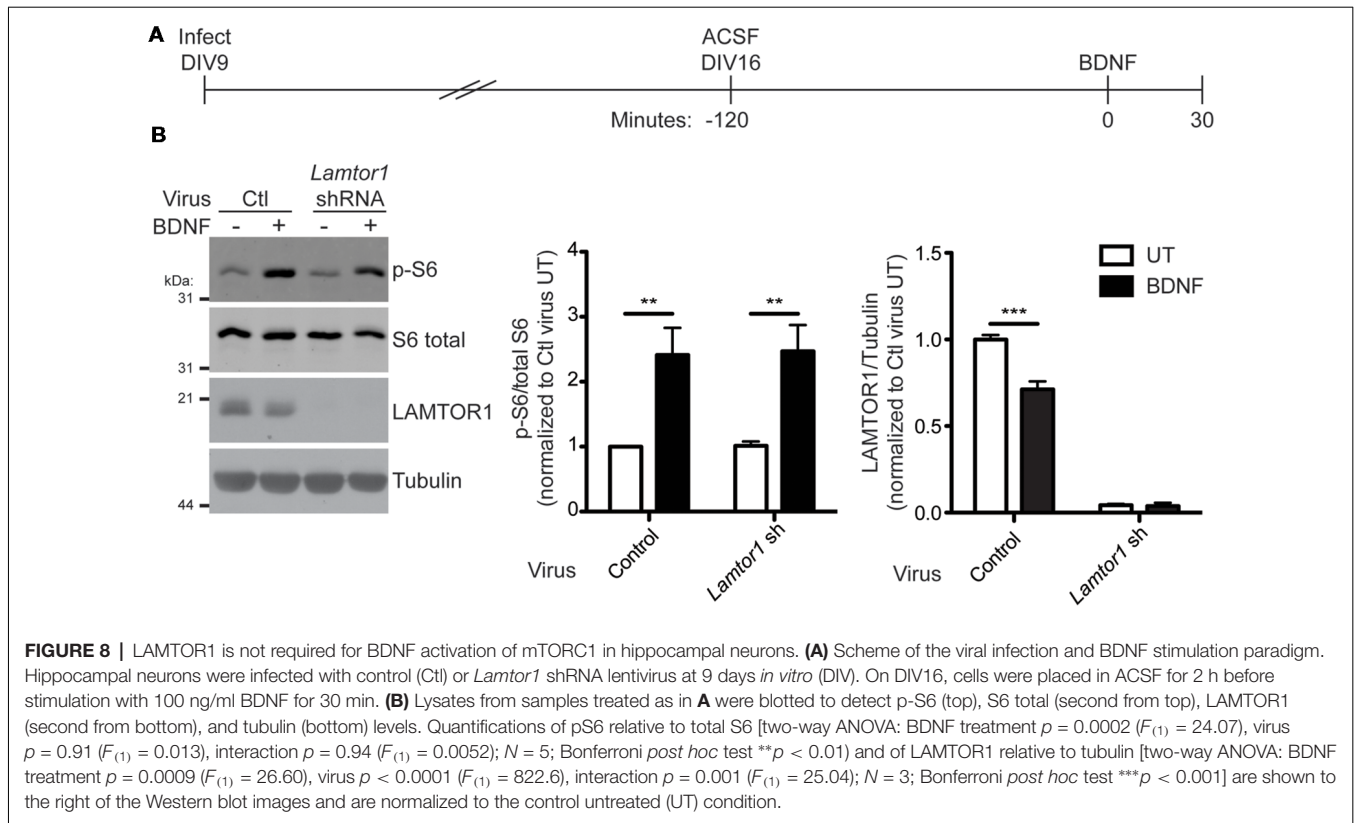 A Infect ACSF
DIV9 DIV16 BDNF
Minutes: -120 0 30
B
Lamtor1
Virus Ctl shRNA
BDNF - + - +
kDa:
p-S6
31
S6 total
31
21
LAMTOR1
Tubulin
44
p-S6/total S6
(normalized to Ctl virus UT)
4
3
2
1
0
** **
Virus Control Lamtor1 sh
LAMTOR1/Tubulin
(normalized to Ctl virus UT)
1.5
1.0
0.5
0.0
***
UT
BDNF
Virus Control Lamtor1 sh
FIGURE 8 | LAMTOR1 is not required for BDNF activation of mTORC1 in hippocampal neurons. (A) Scheme of the viral infection and BDNF stimulation paradigm.
Hippocampal neurons were infected with control (Ctl) or Lamtor1 shRNA lentivirus at 9 days in vitro (DIV). On DIV16, cells were placed in ACSF for 2 h before
stimulation with 100 ng/ml BDNF for 30 min. (B) Lysates from samples treated as in A were blotted to detect p-S6 (top), S6 total (second from top), LAMTOR1
(second from bottom), and tubulin (bottom) levels. Quantifications of pS6 relative to total S6 [two-way ANOVA: BDNF treatment p = 0.0002 (F(1) = 24.07), virus
p = 0.91 (F(1) = 0.013), interaction p = 0.94 (F(1) = 0.0052); N = 5; Bonferroni post hoc test **p < 0.01) and of LAMTOR1 relative to tubulin [two-way ANOVA: BDNF
treatment p = 0.0009 (F(1) = 26.60), virus p < 0.0001 (F(1) = 822.6), interaction p = 0.001 (F(1) = 25.04); N = 3; Bonferroni post hoc test ***p < 0.001] are shown to
the right of the Western blot images and are normalized to the control untreated (UT) condition.